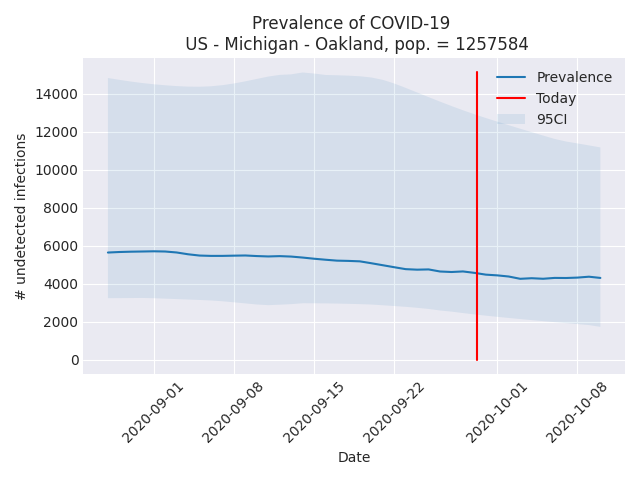 Prevalence of COVID-19
US - Michigan - Oakland, pop. = 1257584
# undetected infections
14000
12000
10000
8000
6000
4000
2000
0
Prevalence
Today
95CI
2020-09-01
2020-09-08
2020-09-15
2020-09-22
2020-10-01
2020-10-08
Date